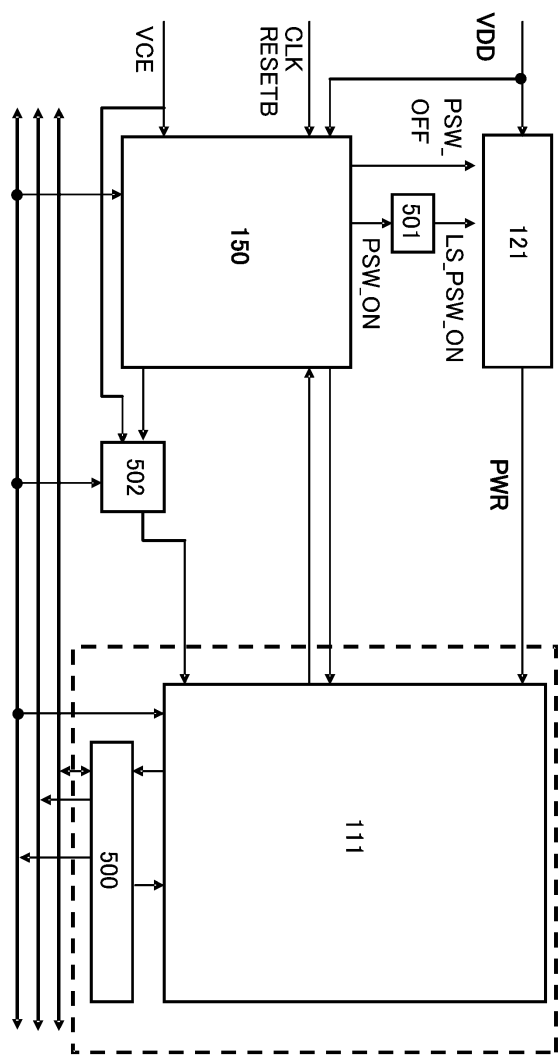 VDD
CLK
RESETB
VCE
PSW_
OFF
121
501
LS_PSW_ON
PSW_ON
150
502
PWR
111
500